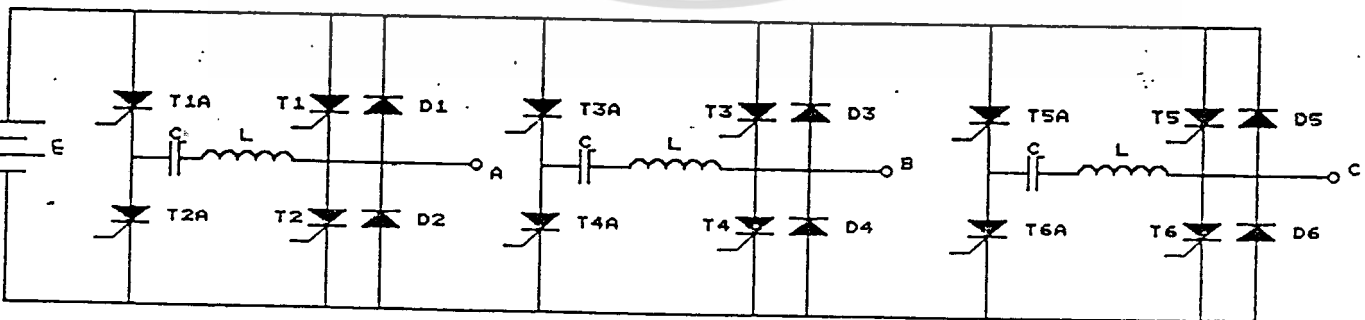 T1A T1 D1 T3A T3 D3 T5A T5 D5
E C L A C L B C L C
T2A T2 D2 T4A T4 D4 T6A T6 D6